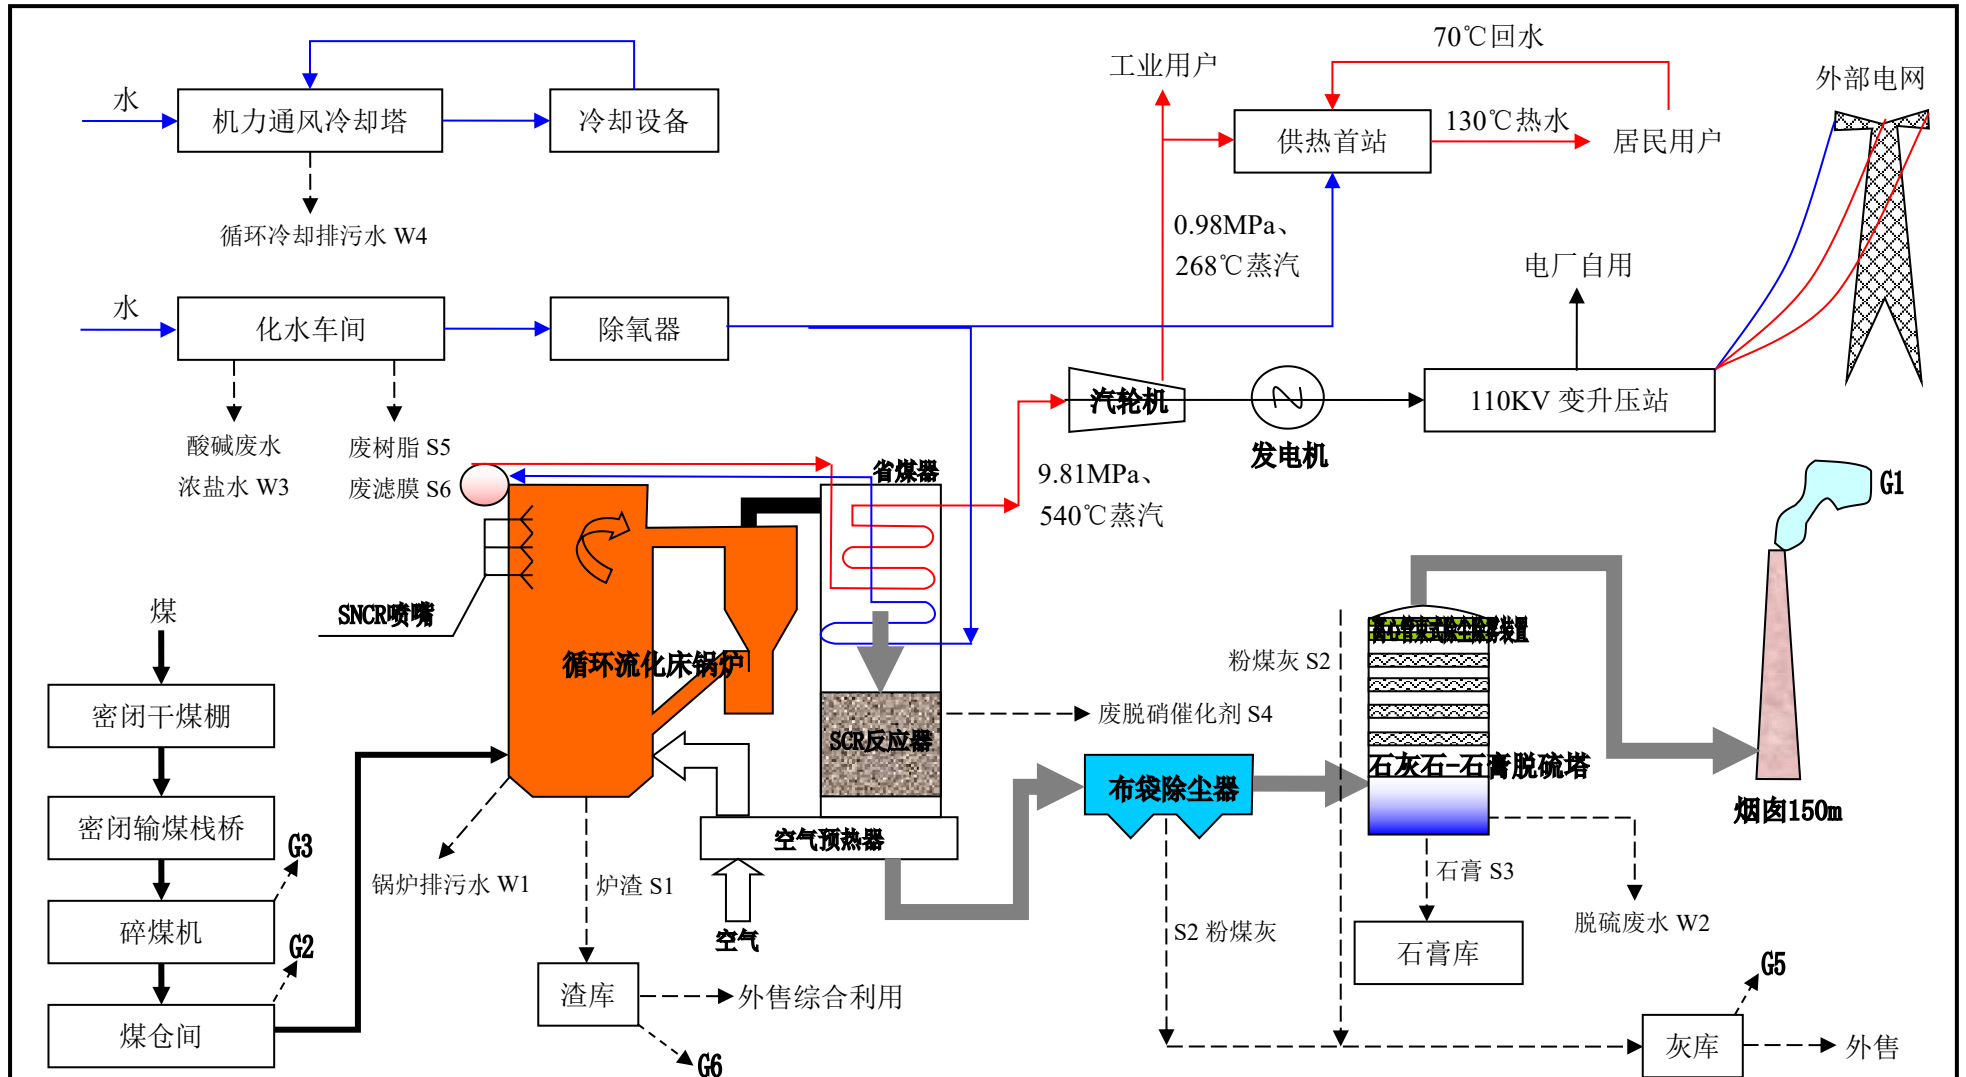 70℃回水
工业用户
外部电网
水
机力通风冷却塔
冷却设备
供热首站
130℃热水
居民用户
循环冷却排污水 W4
0.98MPa、
268℃蒸汽
电厂自用
水
化水车间
除氧器
汽轮机
发电机
110KV 变升压站
酸碱废水
浓盐水 W3
废树脂 S5
废滤膜 S6
省煤器
9.81MPa、
540℃蒸汽
G1
SNCR喷嘴
煤
循环流化床锅炉
离心管束式除尘除雾装置
粉煤灰 S2
密闭干煤棚
废脱硝催化剂 S4
SCR反应器
石灰石-石膏脱硫塔
布袋除尘器
烟囱150m
密闭输煤栈桥
空气预热器
G3
锅炉排污水 W1
炉渣 S1
石膏 S3
碎煤机
空气
S2 粉煤灰
脱硫废水 W2
G2
石膏库
G5
渣库
外售综合利用
煤仓间
灰库
外售
G6